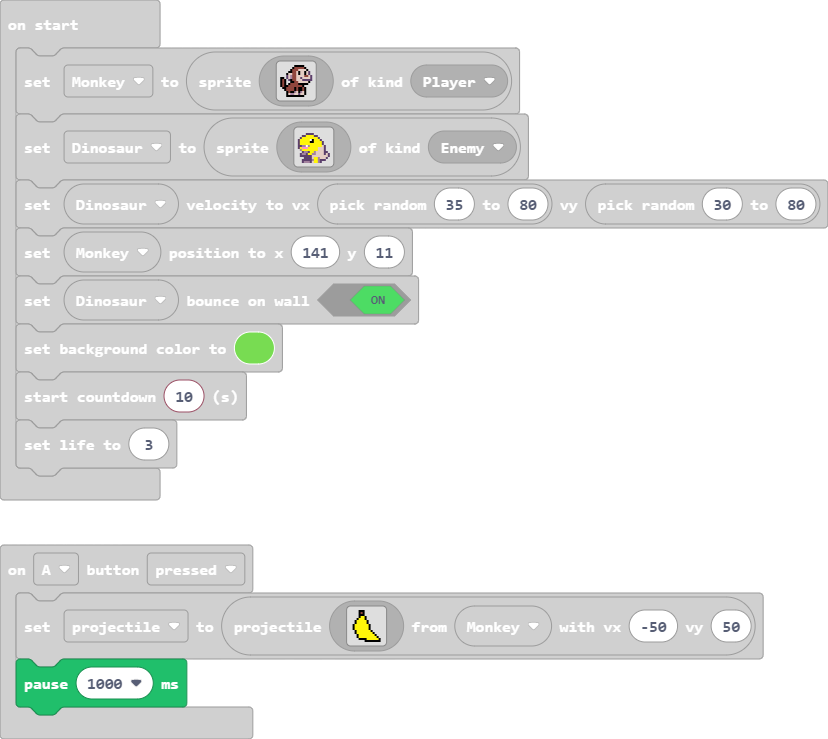 on start
set Monkey to sprite of kind Player
set Dinosaur to sprite of kind Enemy
set Dinosaur velocity to vx pick random 35 to 80 vy pick random 30 to 80
set Monkey position to x 141 y 11
set Dinosaur bounce on wall ON
set background color to
start countdown 10 (s)
set life to 3
on A button pressed
set projectile to projectile from Monkey with vx -50 vy 50
pause 1000 ms